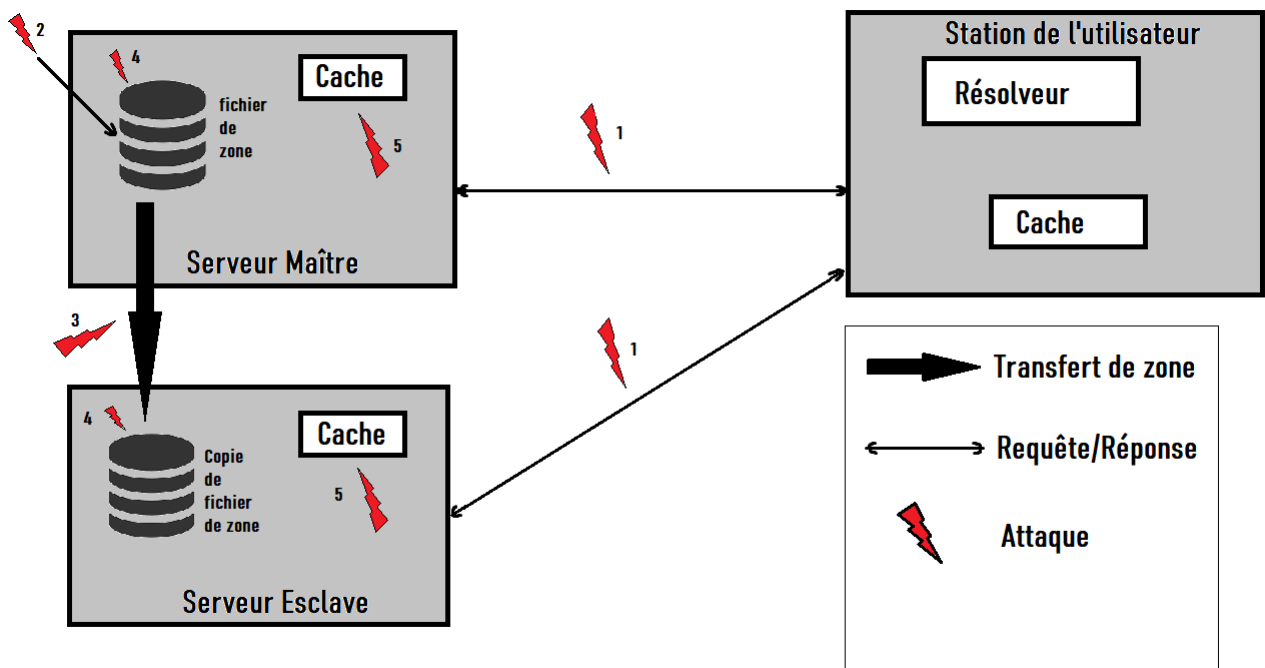 2
4
fichier
de
zone
Cache
5
Serveur Maître
1
Station de l'utilisateur
Résolveur
Cache
3
1
4
Copie
de
fichier
de zone
Cache
5
Serveur Esclave
Transfert de zone
Requête/Réponse
Attaque